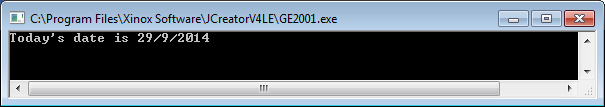 C:\Program Files\Xinox Software\JCreatorV4LE\GE2001.exe
Today's date is 29/9/2014